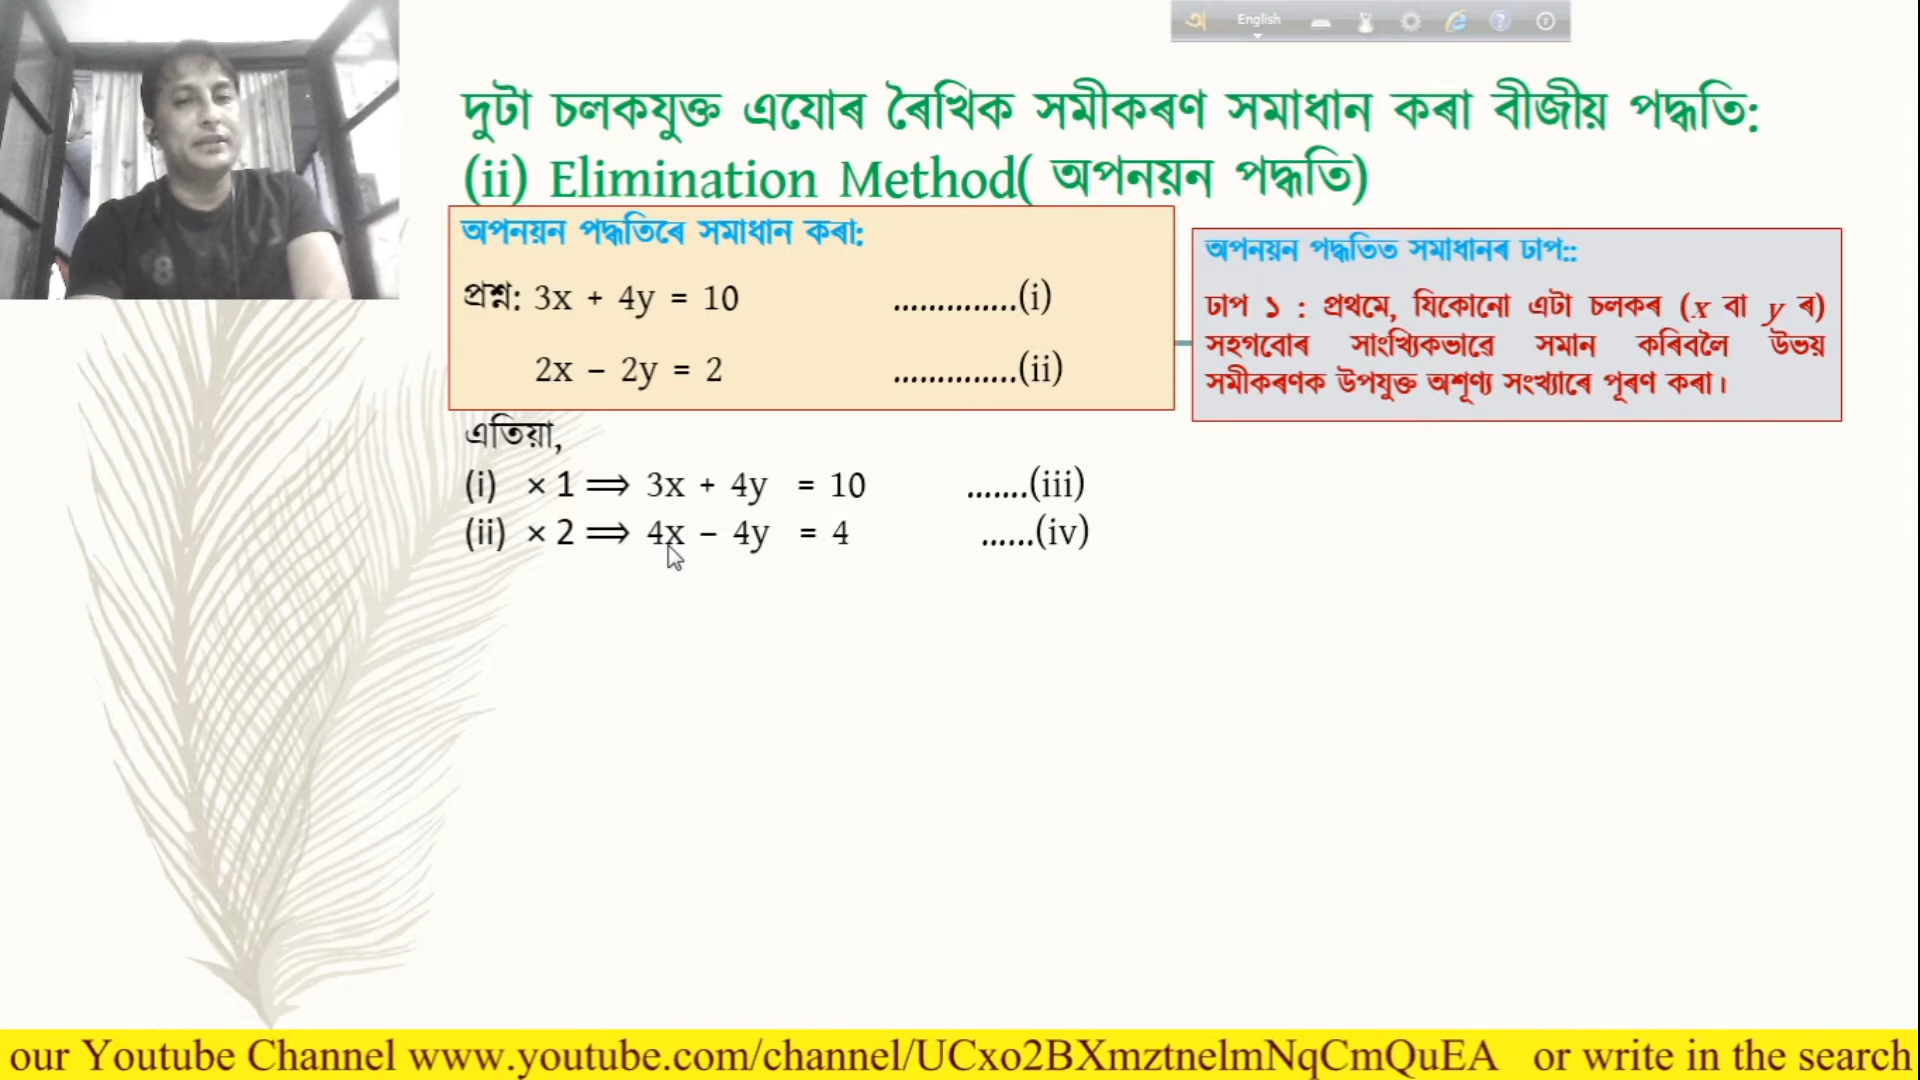 অ English
দুটা চলকযুক্ত এযোৰ ৰৈখিক সমীকৰণ সমাধান কৰা বীজীয় পদ্ধতি:
(ii) Elimination Method( অপনয়ন পদ্ধতি)
অপনয়ন পদ্ধতিৰে সমাধান কৰা:
প্ৰশ্ন: 3x + 4y = 10 ..............(i)
2x − 2y = 2 ..............(ii)
অপনয়ন পদ্ধতিত সমাধানৰ ঢাপ::
ঢাপ ১ : প্ৰথমে, যিকোনো এটা চলকৰ (x বা y ৰ)
সহগবোৰ সাংখ্যিকভাৱে সমান কৰিবলৈ উভয়
সমীকৰণক উপযুক্ত অশূণ্য সংখ্যাৰে পূৰণ কৰা।
এতিয়া,
(i) × 1 ⟹ 3x + 4y = 10 .......(iii)
(ii) × 2 ⟹ 4x − 4y = 4 ......(iv)
our Youtube Channel www.youtube.com/channel/UCxo2BXmztnelmNqCmQuEA or write in the search